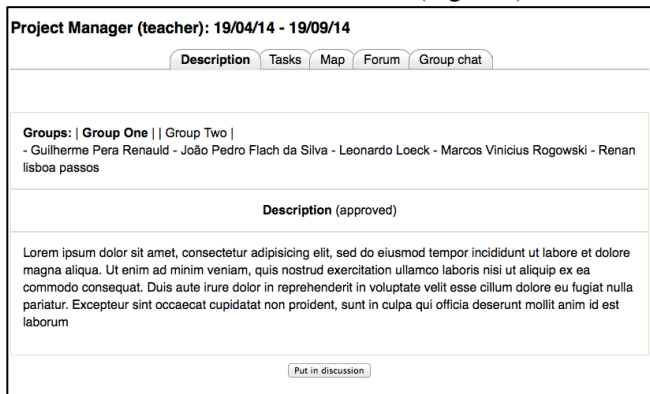 Project Manager (teacher): 19/04/14 - 19/09/14
Description Tasks Map Forum Group chat
Groups: | Group One | | Group Two |
- Guilherme Pera Renauld - João Pedro Flach da Silva - Leonardo Loeck - Marcos Vinicius Rogowski - Renan
lisboa passos
Description (approved)
Lorem ipsum dolor sit amet, consectetur adipisicing elit, sed do eiusmod tempor incididunt ut labore et dolore
magna aliqua. Ut enim ad minim veniam, quis nostrud exercitation ullamco laboris nisi ut aliquip ex ea
commodo consequat. Duis aute irure dolor in reprehenderit in voluptate velit esse cillum dolore eu fugiat nulla
pariatur. Excepteur sint occaecat cupidatat non proident, sunt in culpa qui officia deserunt mollit anim id est
laborum
Put in discussion